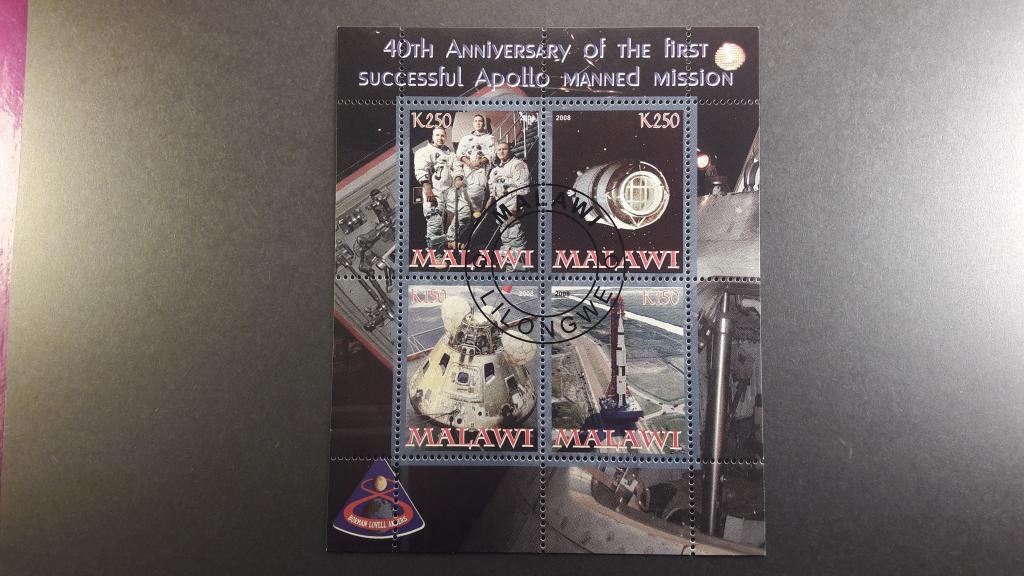 40TH ANNIVERSARY OF THE FIRST
SUCCESSFUL APOLLO MANNED MISSION
K250 2008
MALAWI
2008 K250
MALAWI
K150 2008
MALAWI
2008 K150
MALAWI
MALAWI
LILONGWE
BORMAN LOVELL ANDERS